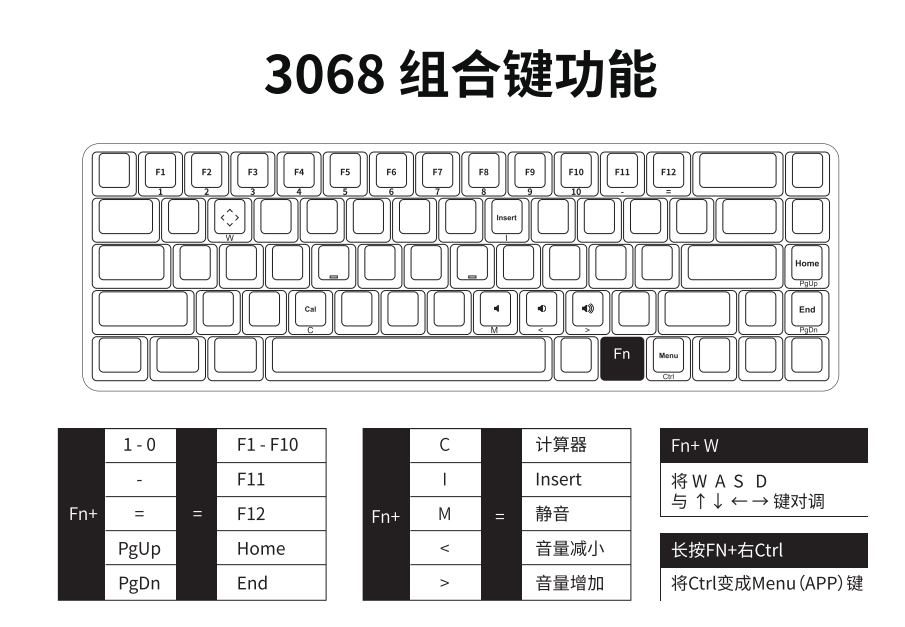 3068 组合键功能
F1 F2 F3 F4 F5 F6 F7 F8 F9 F10 F11 F12
1 2 3 4 5 6 7 8 9 10 - =
Insert
W I
Home
PgUp
Cal End
C M < > PgDn
Fn Menu
Ctrl
Fn+
1 - 0
-
=
PgUp
PgDn
=
F1 - F10
F11
F12
Home
End
Fn+
C
I
M
<
>
=
计算器
Insert
静音
音量减小
音量增加
Fn+ W
将 W A S D
与 ↑ ↓ ← → 键对调
长按FN+右Ctrl
将Ctrl变成Menu（APP）键